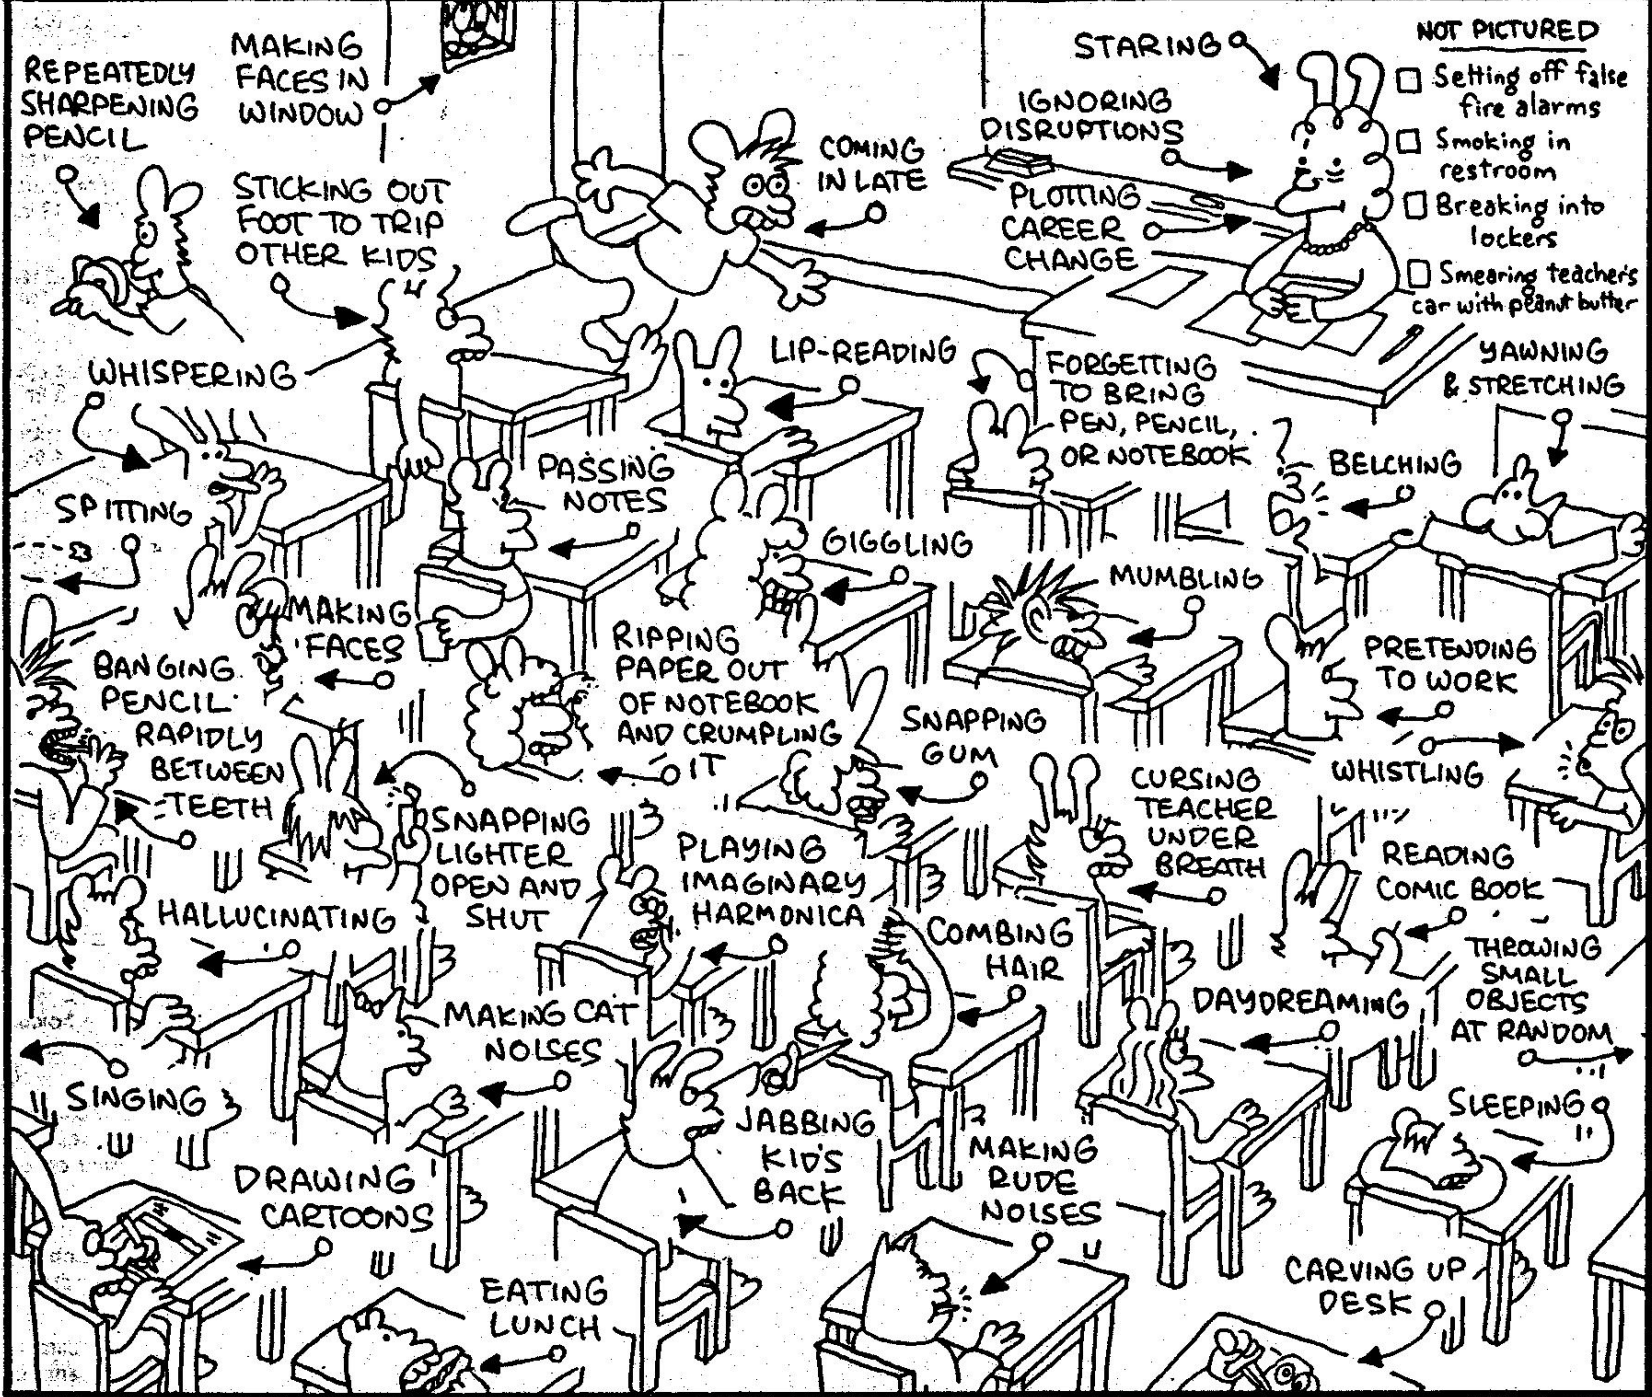 REPEATEDLY
SHARPENING
PENCIL
MAKING
FACES IN
WINDOW
STICKING OUT
FOOT TO TRIP
OTHER KIDS
COMING
IN LATE
STARING
IGNORING
DISRUPTIONS
PLOTTING
CAREER
CHANGE
NOT PICTURED
Setting off false
fire alarms
Smoking in
restroom
Breaking into
lockers
Smearing teacher's
car with peanut butter
WHISPERING
LIP-READING
FORGETTING
TO BRING
PEN, PENCIL,
OR NOTEBOOK
YAWNING
& STRETCHING
SPITTING
PASSING
NOTES
GIGGLING
BELCHING
MAKING
FACES
MUMBLING
BANGING
PENCIL
RAPIDLY
BETWEEN
TEETH
RIPPING
PAPER OUT
OF NOTEBOOK
AND CRUMPLING
IT
SNAPPING
GUM
PRETENDING
TO WORK
WHISTLING
SNAPPING
LIGHTER
OPEN AND
SHUT
PLAYING
IMAGINARY
HARMONICA
CURSING
TEACHER
UNDER
BREATH
READING
COMIC BOOK
HALLUCINATING
COMBING
HAIR
THROWING
SMALL
OBJECTS
AT RANDOM
MAKING CAT
NOISES
DAYDREAMING
SINGING
JABBING
KID'S
BACK
MAKING
RUDE
NOISES
SLEEPING
DRAWING
CARTOONS
EATING
LUNCH
CARVING UP
DESK